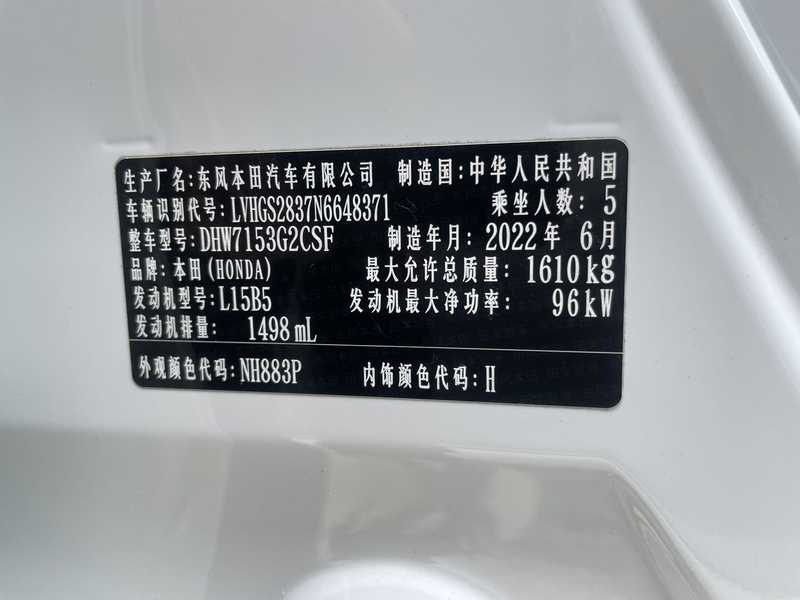 生产厂名:东风本田汽车有限公司 制造国:中华人民共和国
车辆识别代号:LVHGS2837N6648371 乘坐人数:5
整车型号:DHW7153G2CSF 制造年月:2022年 6月
品牌:本田(HONDA) 最大允许总质量:1610kg
发动机型号:L15B5 发动机最大净功率:96kW
发动机排量:1498mL
外观颜色代码:NH883P 内饰颜色代码:H